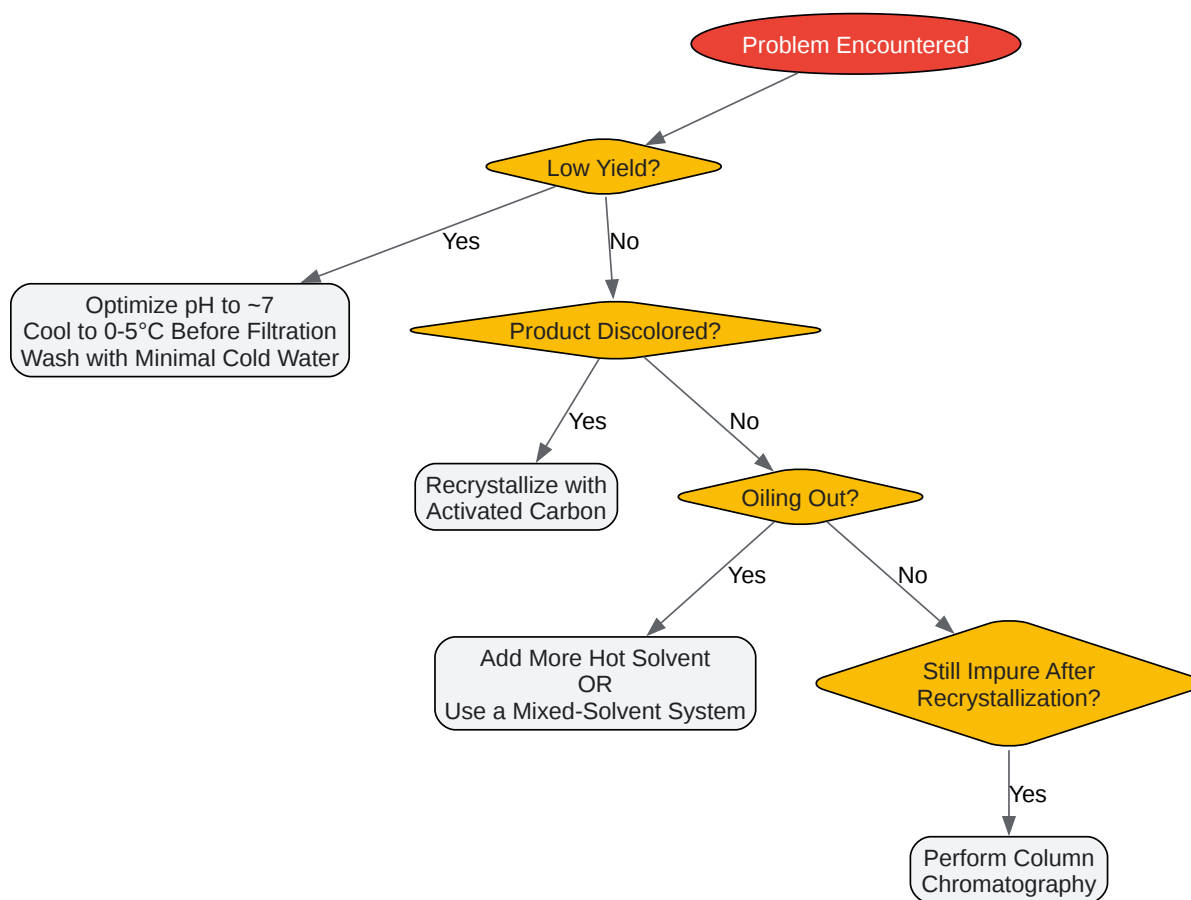 Problem Encountered
Low Yield?
Yes
No
Optimize pH to ~7
Cool to 0-5°C Before Filtration
Wash with Minimal Cold Water
Product Discolored?
Yes
No
Recrystallize with
Activated Carbon
Oiling Out?
Yes
No
Add More Hot Solvent
OR
Use a Mixed-Solvent System
Still Impure After
Recrystallization?
Yes
Perform Column
Chromatography